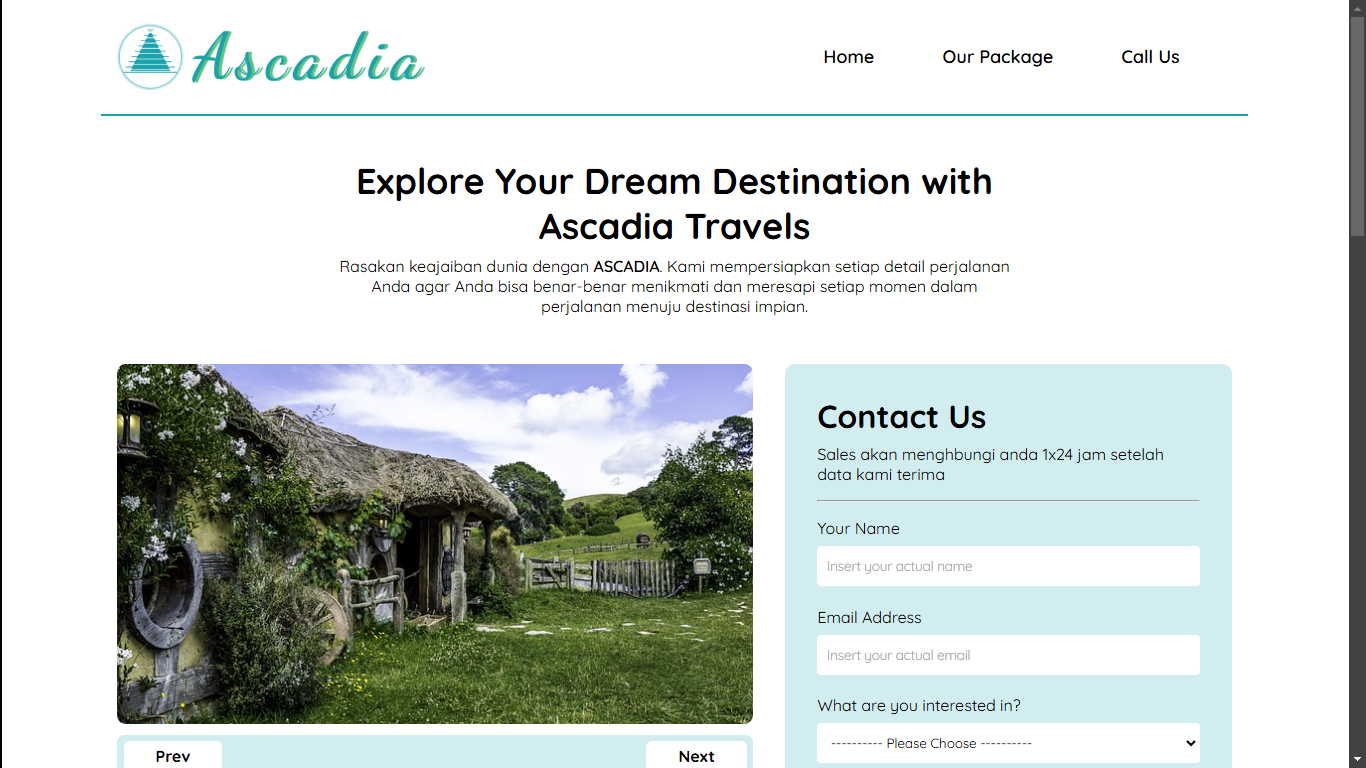 Ascadia
Home
Our Package
Call Us
Explore Your Dream Destination with
Ascadia Travels
Rasakan keajaiban dunia dengan ASCADIA. Kami mempersiapkan setiap detail perjalanan
Anda agar Anda bisa benar-benar menikmati dan meresapi setiap momen dalam
perjalanan menuju destinasi impian.
Prev
Next
Contact Us
Sales akan menghbungi anda 1x24 jam setelah
data kami terima
Your Name
Insert your actual name
Email Address
Insert your actual email
What are you interested in?
---------- Please Choose ----------